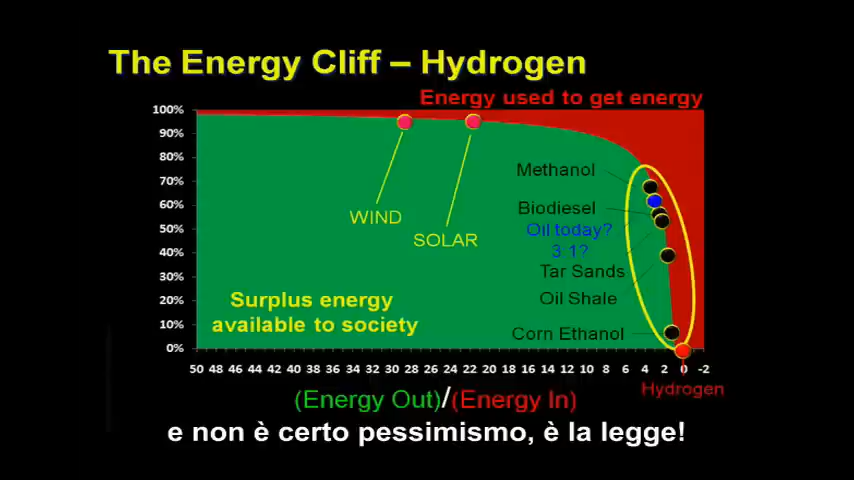 The Energy Cliff – Hydrogen
Energy used to get energy
100%
90%
80%
70%
60%
50%
40%
30%
20%
10%
0%
Methanol
Biodiesel
Oil today?
3:1?
Tar Sands
Oil Shale
Corn Ethanol
WIND
SOLAR
Surplus energy
available to society
50 48 46 44 42 40 38 36 34 32 30 28 26 24 22 20 18 16 14 12 10 8 6 4 2 0 -2
Hydrogen
(Energy Out)/(Energy In)
e non è certo pessimismo, è la legge!